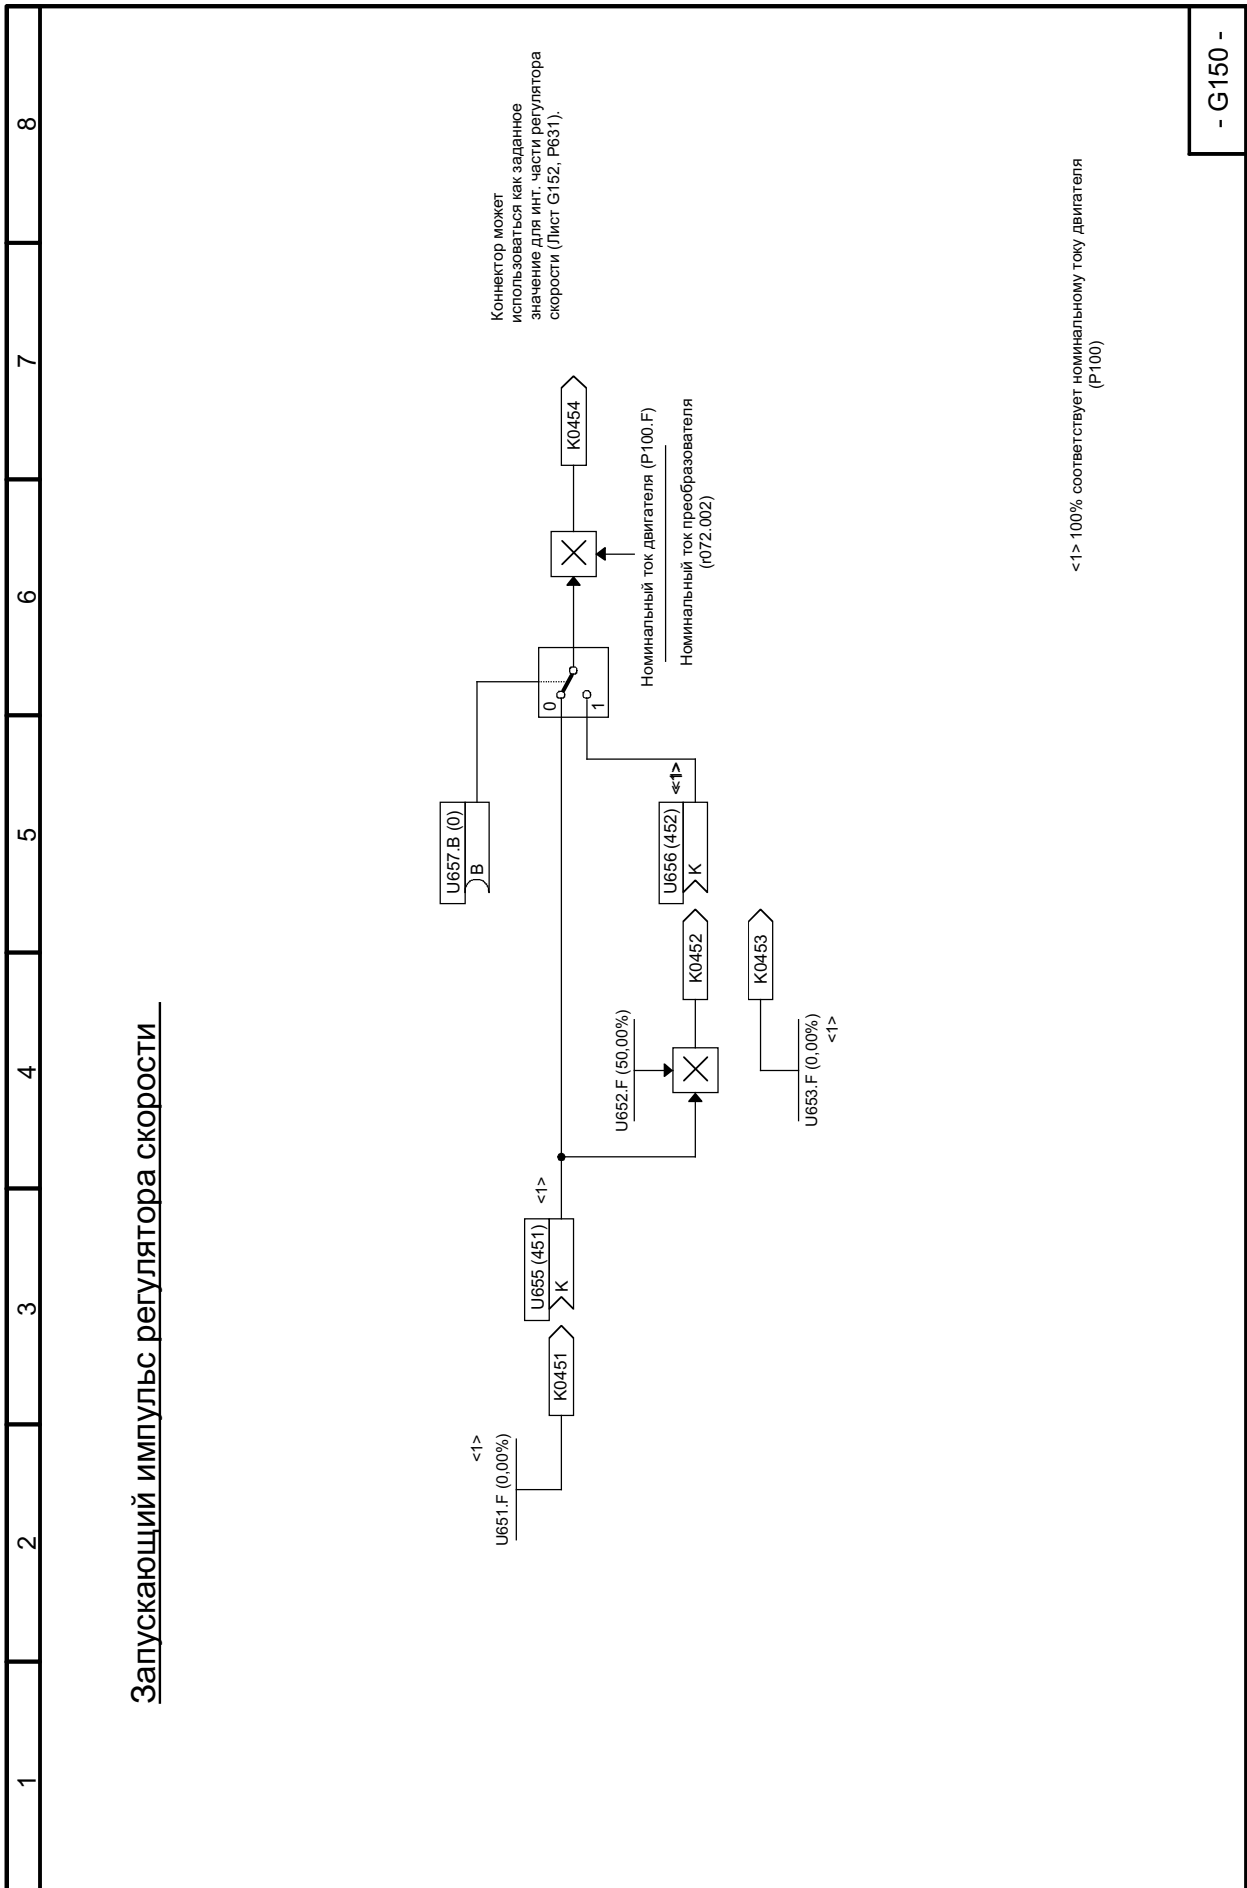 1 2 3 4 5 6 7 8
Запускающий импульс регулятора скорости
<1>
U651.F (0,00%)
K0451
U655 (451)
K
<1>
U652.F (50,00%)
K0452
U653.F (0,00%)
<1>
K0453
U657.B (0)
B
U656 (452)
K
<1>
0
1
Номинальный ток двигателя (P100.F)
Номинальный ток преобразователя
(r072.002)
K0454
Коннектор может
использоваться как заданное
значение для инт. части регулятора
скорости (Лист G152, P631).
<1> 100% соответствует номинальному току двигателя
(P100)
- G150 -